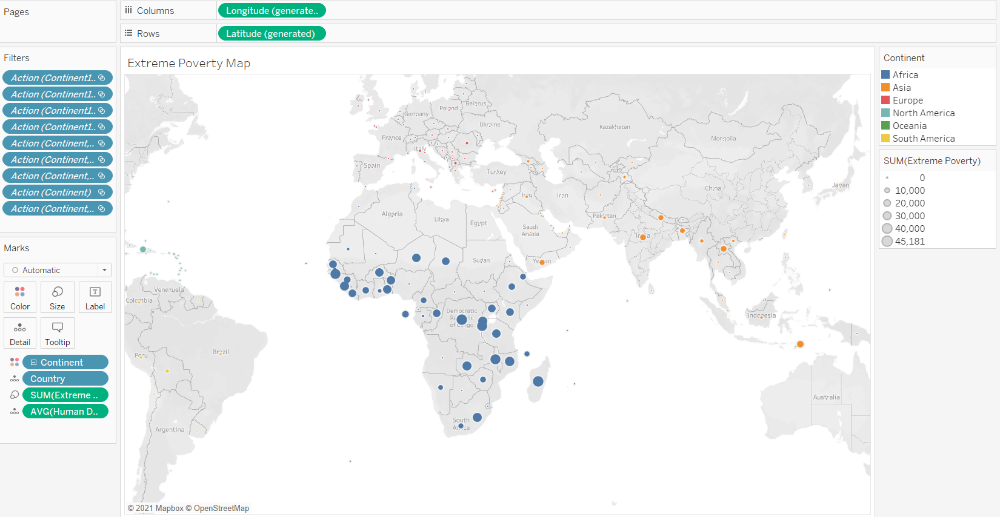 Pages
Columns
Longitude (generate..
Rows
Latitude (generated)
Filters
Action (Continent1..
Action (Continent1..
Action (Continent1..
Action (Continent1..
Action (Continent,..
Action (Continent,..
Action (Continent,..
Action (Continent)
Action (Continent,..
Marks
Automatic
Color
Size
Label
Detail
Tooltip
Continent
Country
SUM(Extreme ..
AVG(Human D..
Extreme Poverty Map
Poland
Belarus
Germany
Ukraine
France
Italy
Spain
Turkey
Kazakhstan
Mongolia
China
Japan
Iraq
Iran
Pakistan
India
Algeria
Libya
Egypt
Saudi
Arabia
Sudan
Yemen
Venezuela
Colombia
Democratic
Republic
of Congo
Indonesia
Peru
Brazil
Australia
South
Africa
Argentina
© 2021 Mapbox © OpenStreetMap
Continent
Africa
Asia
Europe
North America
Oceania
South America
SUM(Extreme Poverty)
0
10,000
20,000
30,000
40,000
45,181